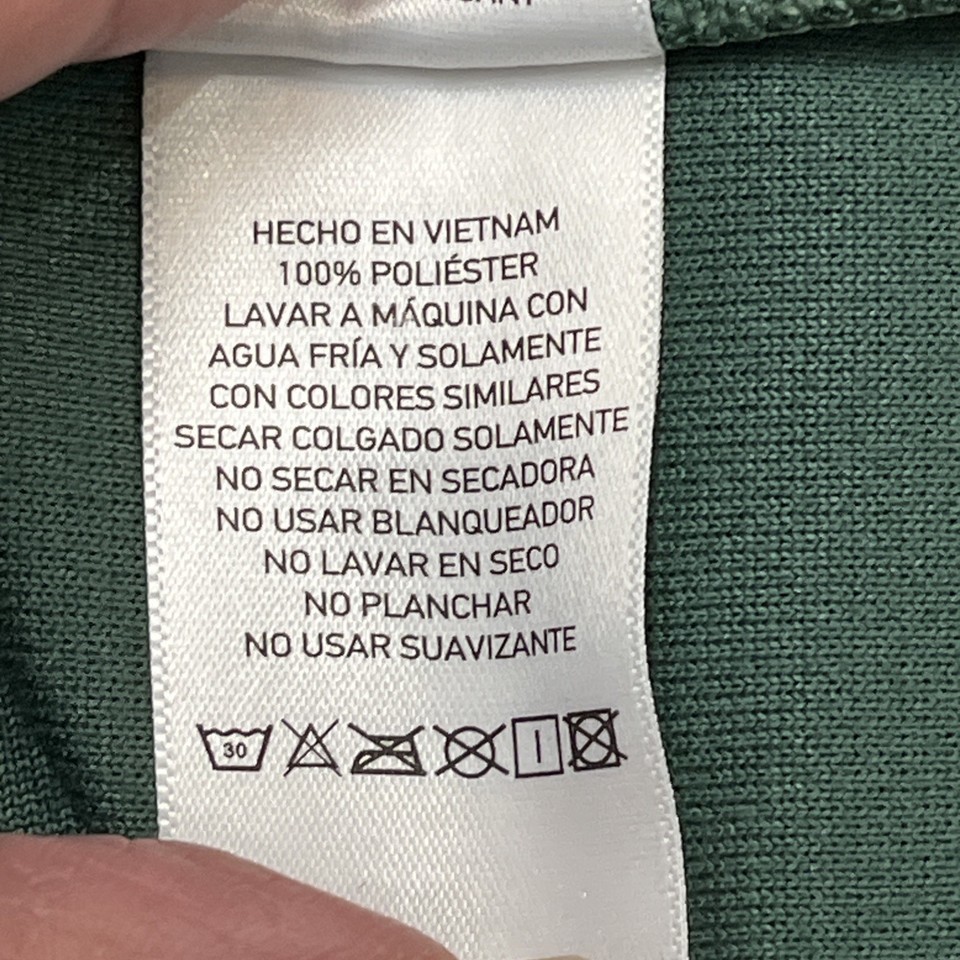 HECHO EN VIETNAM
100% POLIÉSTER
LAVAR A MÁQUINA CON
AGUA FRÍA Y SOLAMENTE
CON COLORES SIMILARES
SECAR COLGADO SOLAMENTE
NO SECAR EN SECADORA
NO USAR BLANQUEADOR
NO LAVAR EN SECO
NO PLANCHAR
NO USAR SUAVIZANTE
30